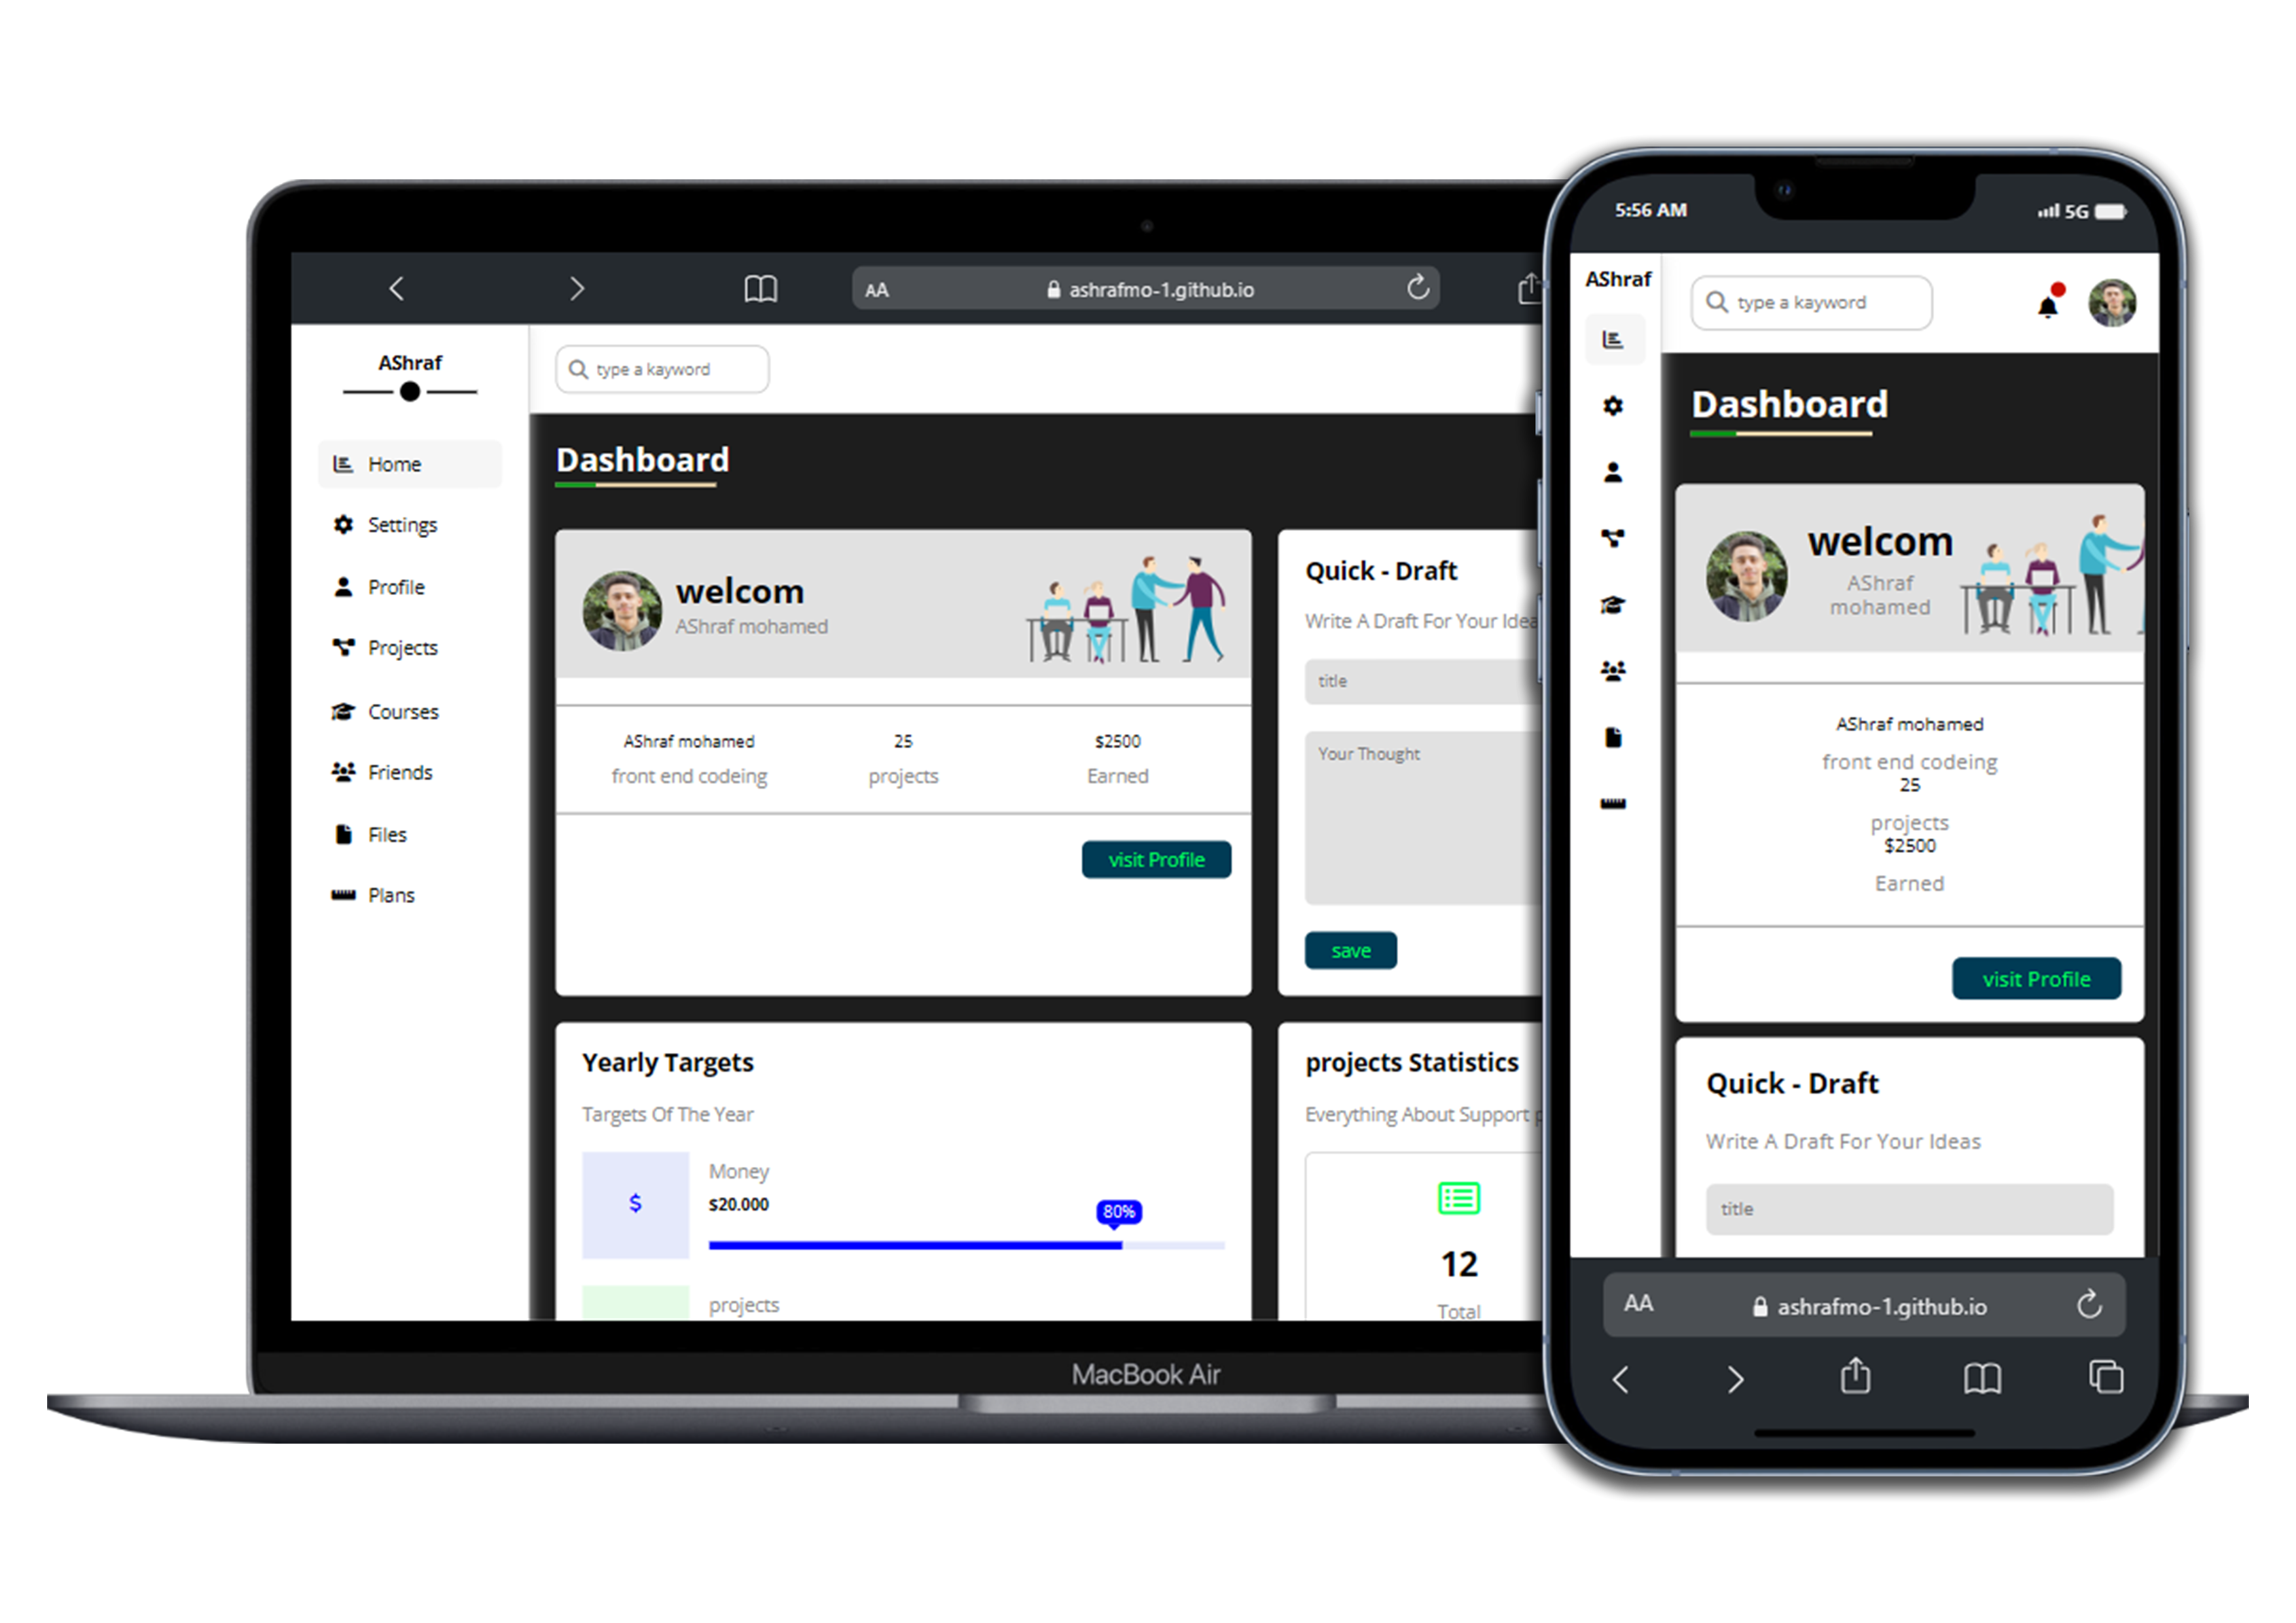 AA
ashrafmo-1.github.io
AShraf
type a kayword
Home
Settings
Profile
Projects
Courses
Friends
Files
Plans
Dashboard
welcom
AShraf mohamed
AShraf mohamed
25
$2500
front end codeing
projects
Earned
visit Profile
Quick - Draft
Write A Draft For Your Idea
title
Your Thought
save
Yearly Targets
Targets Of The Year
$
Money
$20.000
80%
projects
projects Statistics
Everything About Support
12
Total
MacBook Air
5:56 AM
5G
AShraf
type a kayword
Dashboard
welcom
AShraf
mohamed
AShraf mohamed
front end codeing
25
projects
$2500
Earned
visit Profile
Quick - Draft
Write A Draft For Your Ideas
title
AA
ashrafmo-1.github.io